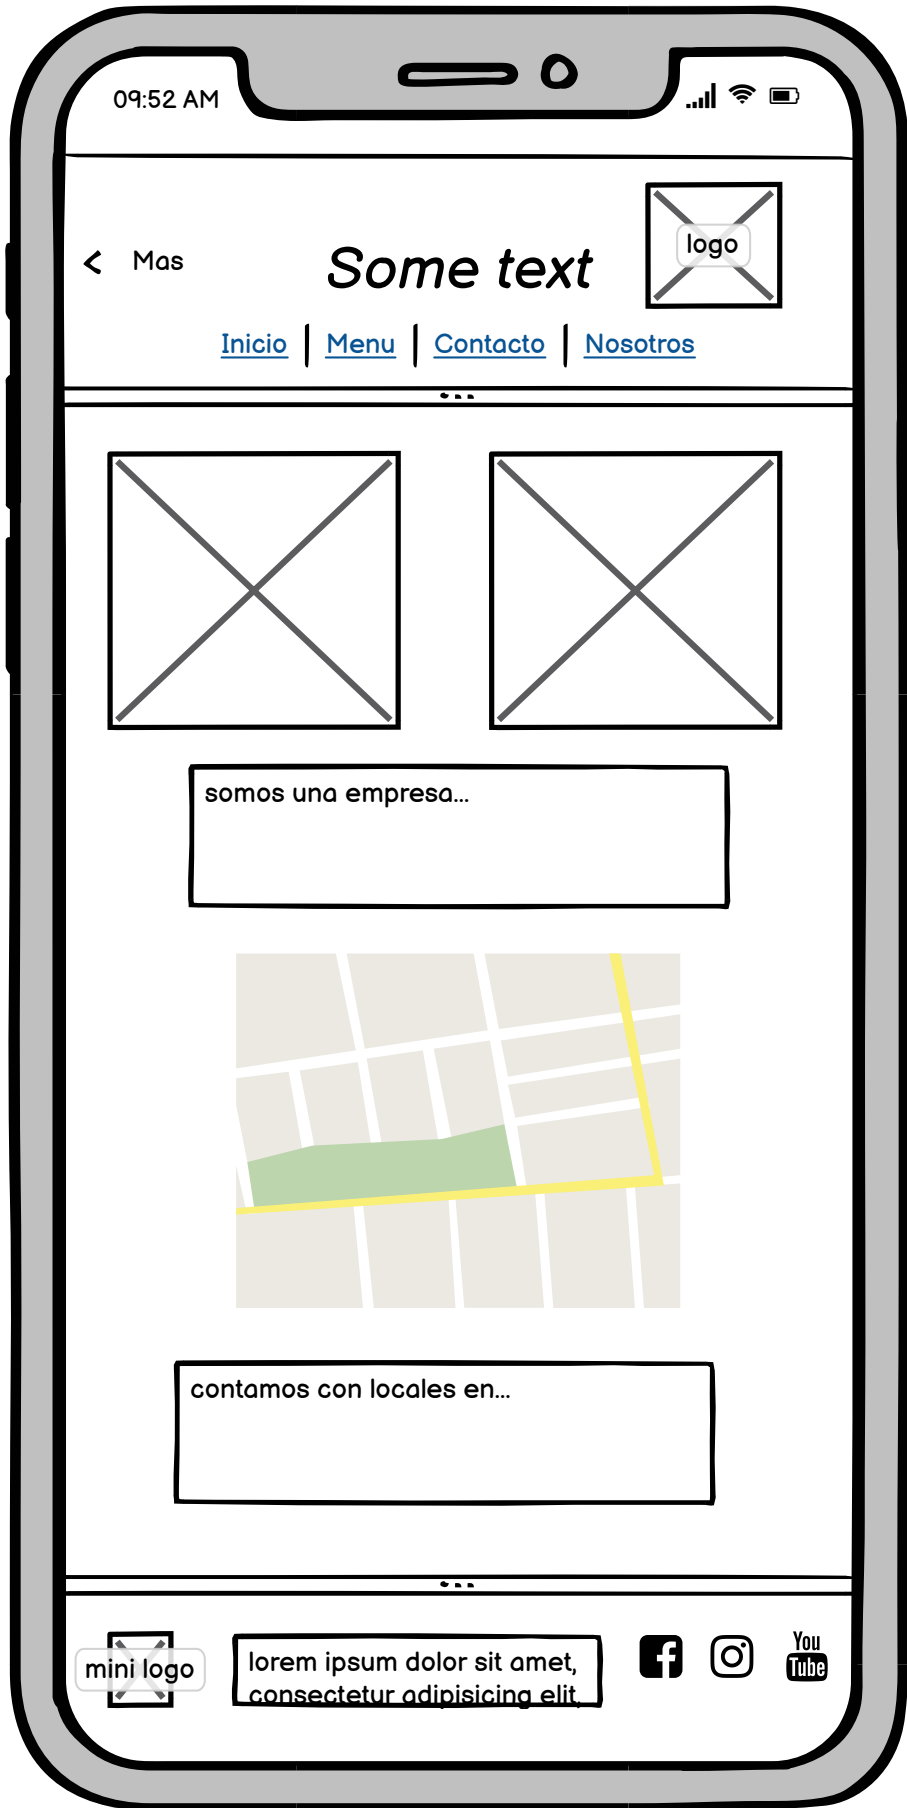 09:52 AM
Mas
Some text
logo
Inicio
Menu
Contacto
Nosotros
somos una empresa...
contamos con locales en...
mini logo
lorem ipsum dolor sit amet,
consectetur adipisicing elit,
You
Tube